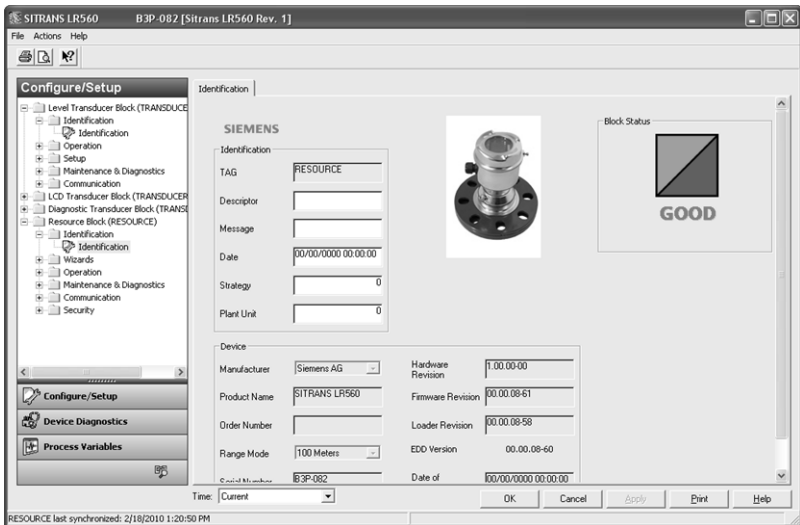 SITRANS LR560 B3P-082 [Sitrans LR560 Rev. 1]
File Actions Help
Configure/Setup
Level Transducer Block (TRANSDUCE
Identification
Identification
Operation
Setup
Maintenance & Diagnostics
Communication
LCD Transducer Block (TRANSDUCER
Diagnostic Transducer Block (TRANSD
Resource Block (RESOURCE)
Identification
Identification
Wizards
Operation
Maintenance & Diagnostics
Communication
Security
Configure/Setup
Device Diagnostics
Process Variables
Identification
SIEMENS
Identification
TAG RESOURCE
Descriptor
Message
Date 00/00/0000 00:00:00
Strategy 0
Plant Unit 0
Block Status
GOOD
Device
Manufacturer Siemens AG
Product Name SITRANS LR560
Order Number
Range Mode 100 Meters
Serial Number B3P-082
Hardware
Revision 1.00.00-00
Firmware Revision 00.00.08-61
Loader Revision 00.00.08-58
EDD Version 00.00.08-60
Date of 00/00/0000 00:00:00
Time: Current
OK Cancel Apply Print Help
RESOURCE last synchronized: 2/18/2010 1:20:50 PM